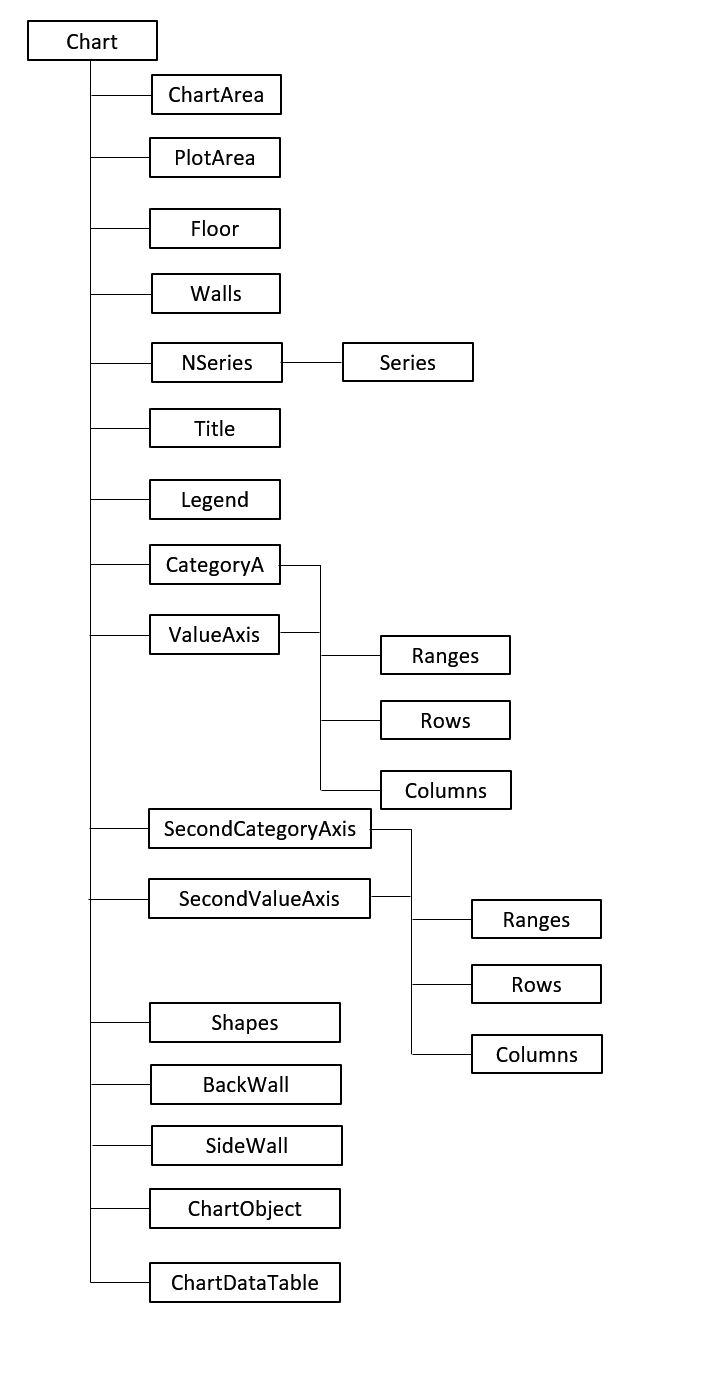 Chart
ChartArea
PlotArea
Floor
Walls
NSeries
Series
Title
Legend
CategoryA
ValueAxis
Ranges
Rows
Columns
SecondCategoryAxis
SecondValueAxis
Ranges
Rows
Columns
Shapes
BackWall
SideWall
ChartObject
ChartDataTable